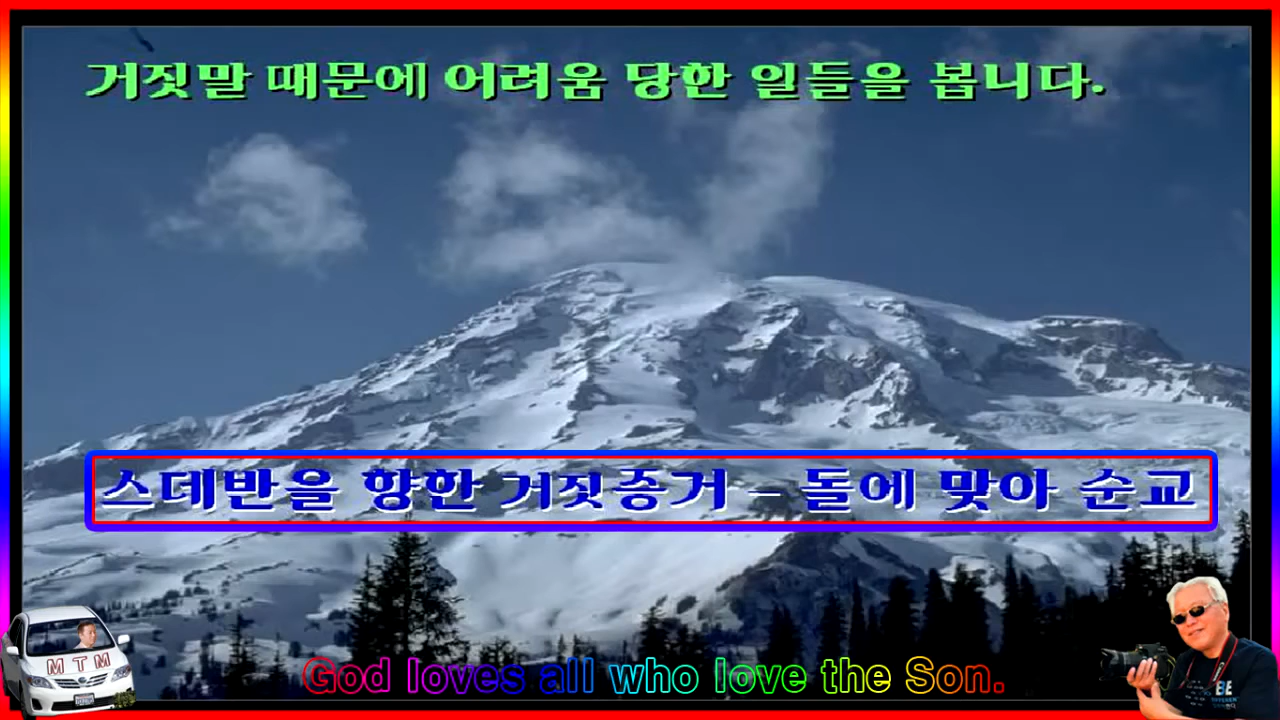 거짓말 때문에 어려움 당한 일들을 봅니다.
스데반을 향한 거짓증거 – 돌에 맞아 순교
God loves all who love the Son.
M T M